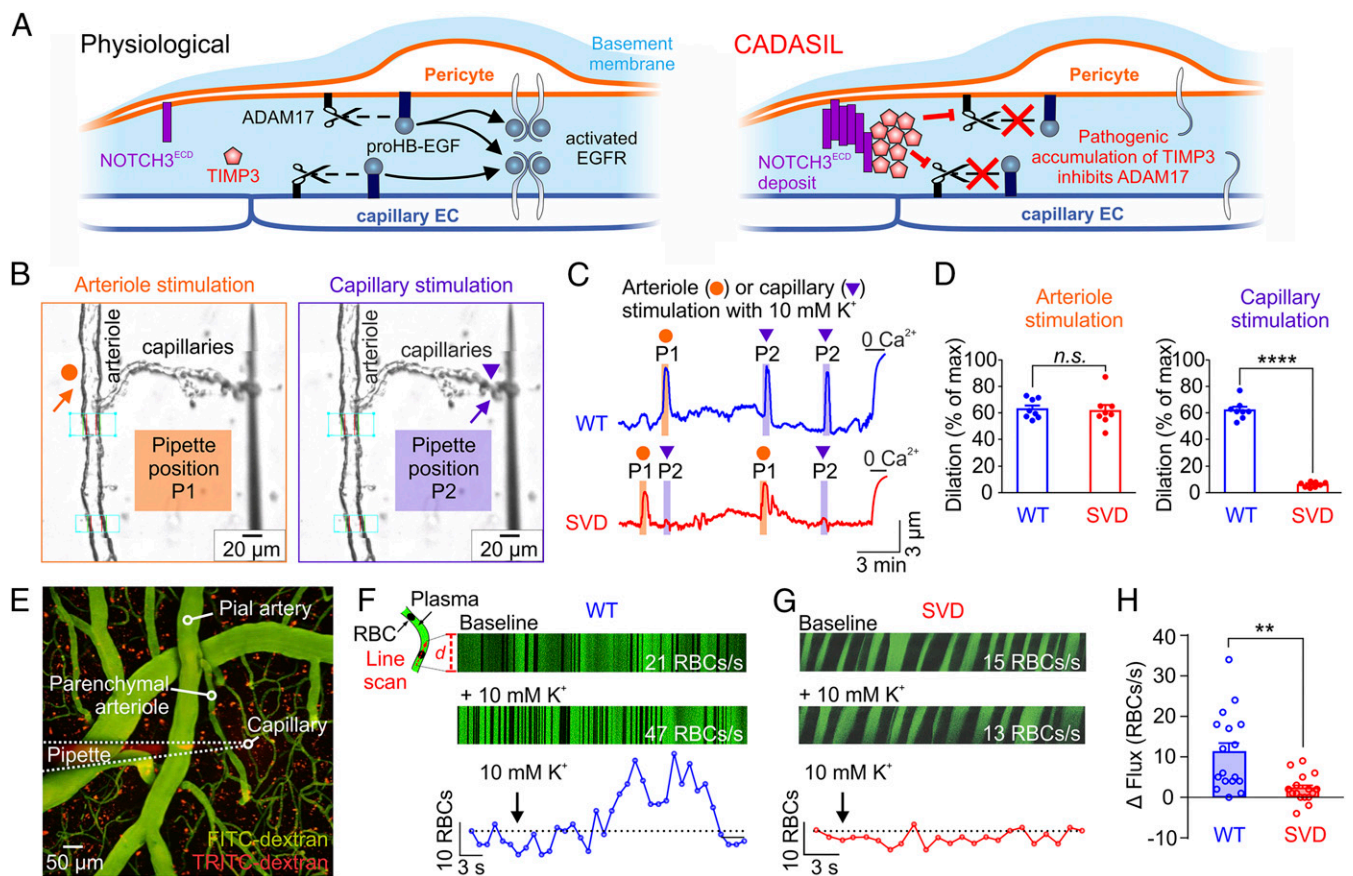 A
Physiological
Basement
membrane
Pericyte
ADAM17
proHB-EGF
activated
EGFR
NOTCH3ECD
TIMP3
capillary EC
CADASIL
Pericyte
NOTCH3ECD
deposit
Pathogenic
accumulation of TIMP3
inhibits ADAM17
capillary EC
B
Arteriole stimulation
arteriole
capillaries
Pipette
position
P1
20 µm
Capillary stimulation
arteriole
capillaries
Pipette
position
P2
20 µm
C
Arteriole ( ) or capillary ( )
stimulation with 10 mM K+
0 Ca2+
P1 P2 P2
WT
0 Ca2+
P1 P2 P1 P2
SVD
3 µm
3 min
D
Arteriole
stimulation
Dilation (% of max)
100
80
60
40
20
0
n.s.
WT SVD
Capillary
stimulation
Dilation (% of max)
100
80
60
40
20
0
****
WT SVD
E
Pial artery
Parenchymal
arteriole
Capillary
Pipette
50 µm
FITC-dextran
TRITC-dextran
F
WT
Plasma
RBC
Line
scan
d
Baseline
21 RBCs/s
+ 10 mM K+
47 RBCs/s
10 mM K+
10 RBCs
3 s
G
SVD
Baseline
15 RBCs/s
+ 10 mM K+
13 RBCs/s
10 mM K+
10 RBCs
3 s
H
Δ Flux (RBCs/s)
40
30
20
10
0
-10
**
WT SVD